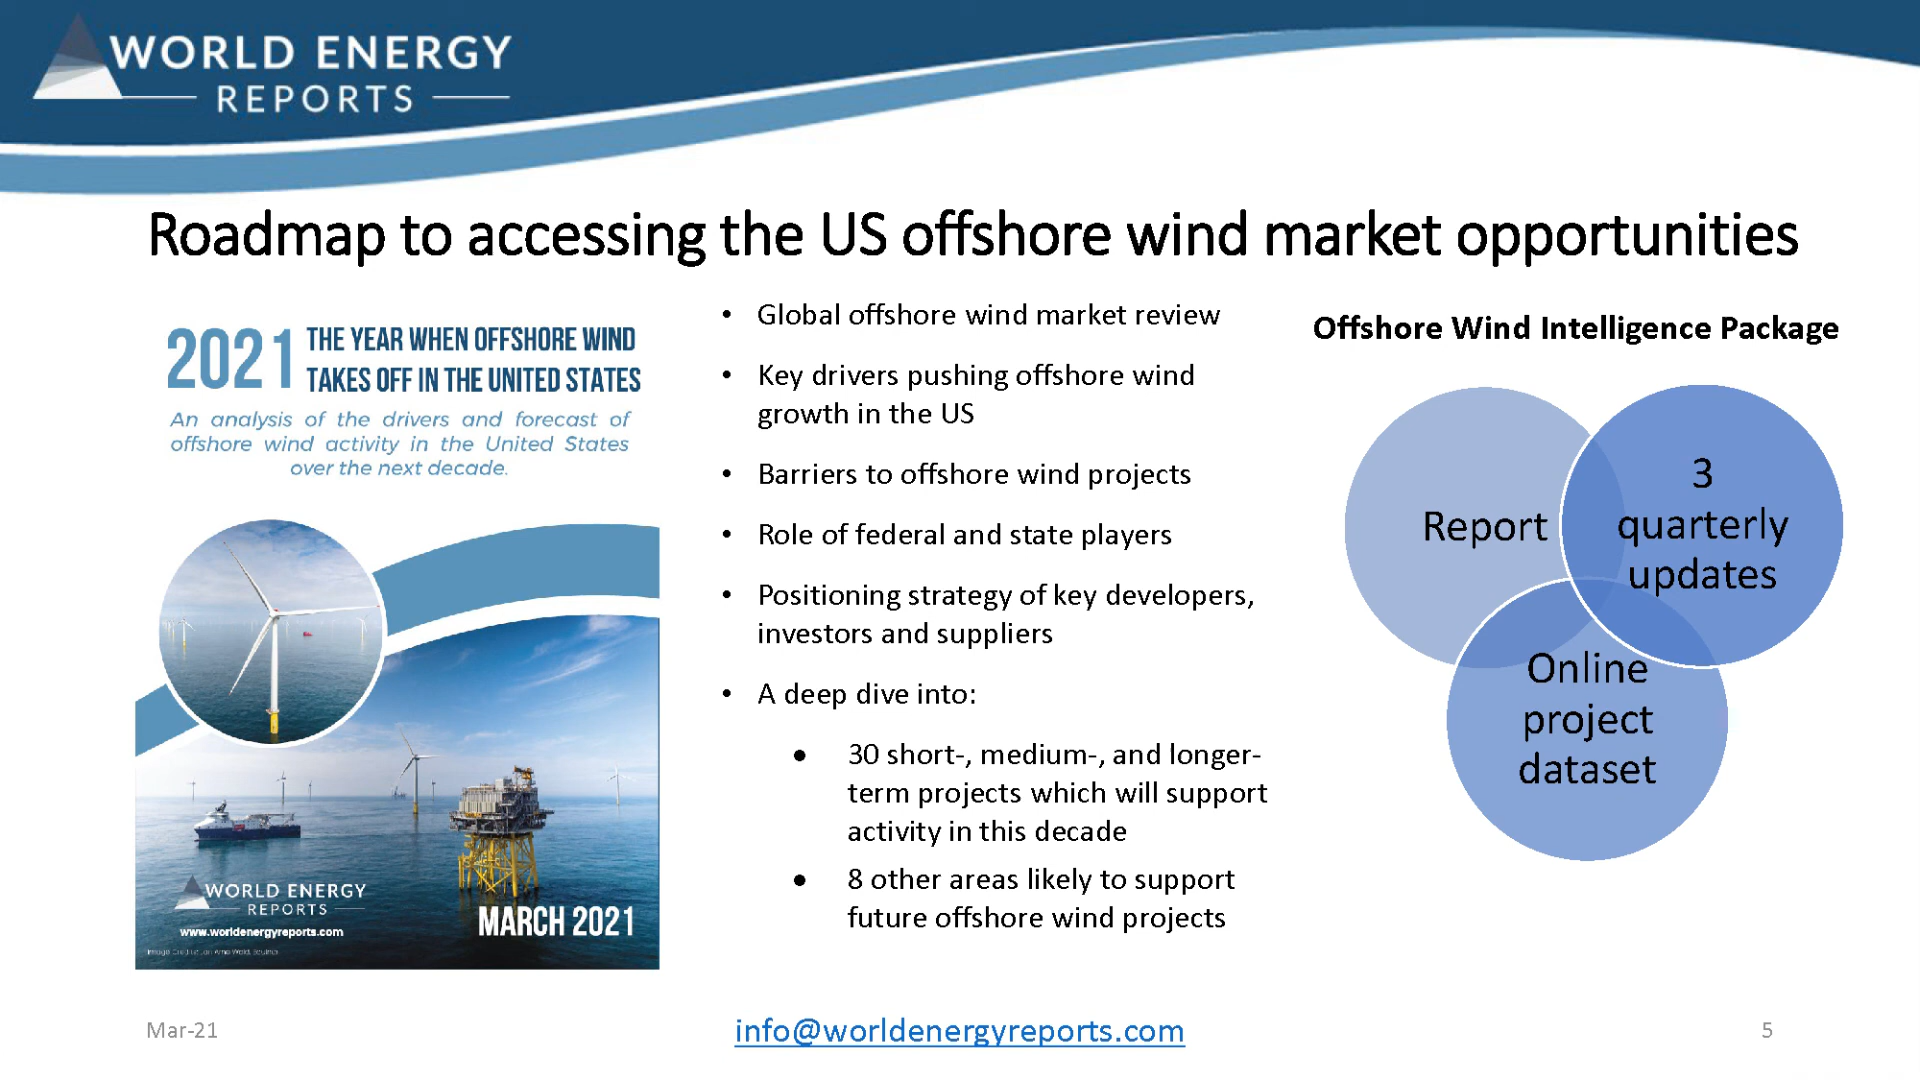 WORLD ENERGY
REPORTS
Roadmap to accessing the US offshore wind market opportunities
2021 THE YEAR WHEN OFFSHORE WIND
TAKES OFF IN THE UNITED STATES
An analysis of the drivers and forecast of
offshore wind activity in the United States
over the next decade.
WORLD ENERGY
REPORTS
www.worldenergyreports.com
MARCH 2021
• Global offshore wind market review
• Key drivers pushing offshore wind
growth in the US
• Barriers to offshore wind projects
• Role of federal and state players
• Positioning strategy of key developers,
investors and suppliers
• A deep dive into:
• 30 short-, medium-, and longer-
term projects which will support
activity in this decade
• 8 other areas likely to support
future offshore wind projects
Offshore Wind Intelligence Package
Report
3
quarterly
updates
Online
project
dataset
Mar-21
info@worldenergyreports.com
5